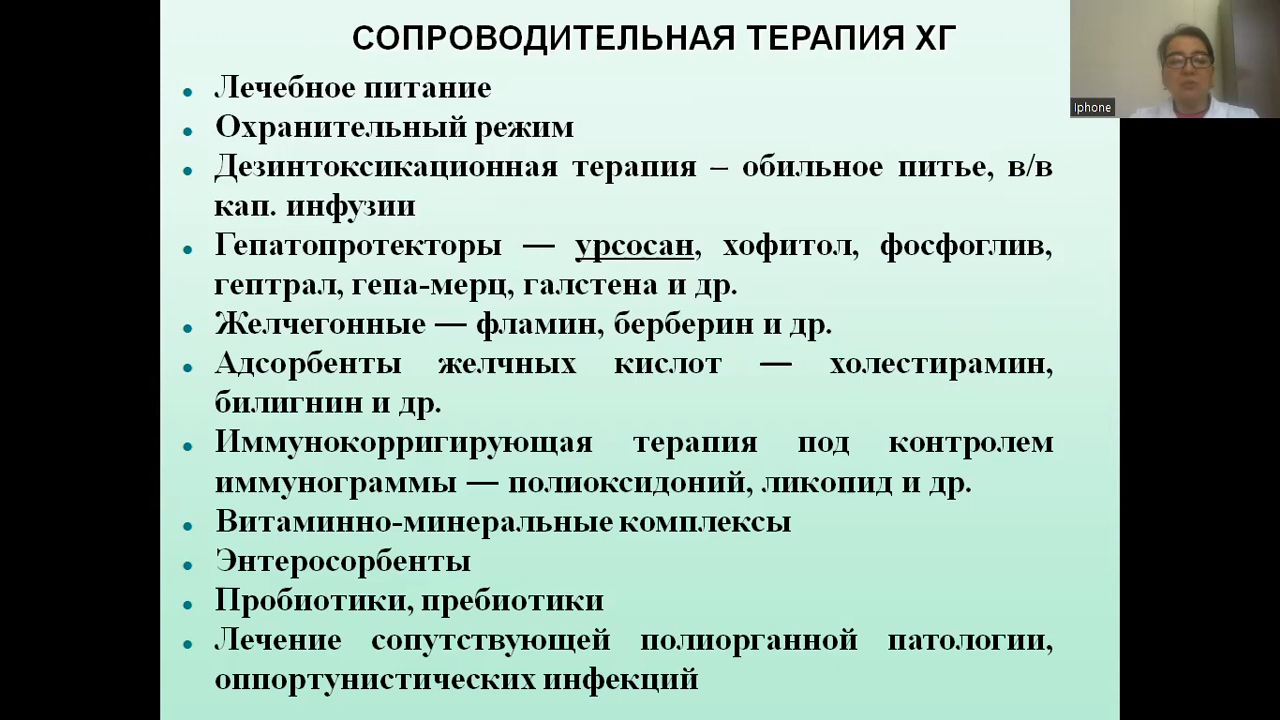 СОПРОВОДИТЕЛЬНАЯ ТЕРАПИЯ ХГ
Iphone
• Лечебное питание
• Охранительный режим
• Дезинтоксикационная терапия – обильное питье, в/в
кап. инфузии
• Гепатопротекторы — урсосан, хофитол, фосфоглив,
гептрал, гепа-мерц, галстена и др.
• Желчегонные — фламин, берберин и др.
• Адсорбенты желчных кислот — холестирамин,
билигнин и др.
• Иммунокорригирующая терапия под контролем
иммунограммы — полиоксидоний, ликопид и др.
• Витаминно-минеральные комплексы
• Энтеросорбенты
• Пробиотики, пребиотики
• Лечение сопутствующей полиорганной патологии,
оппортунистических инфекций